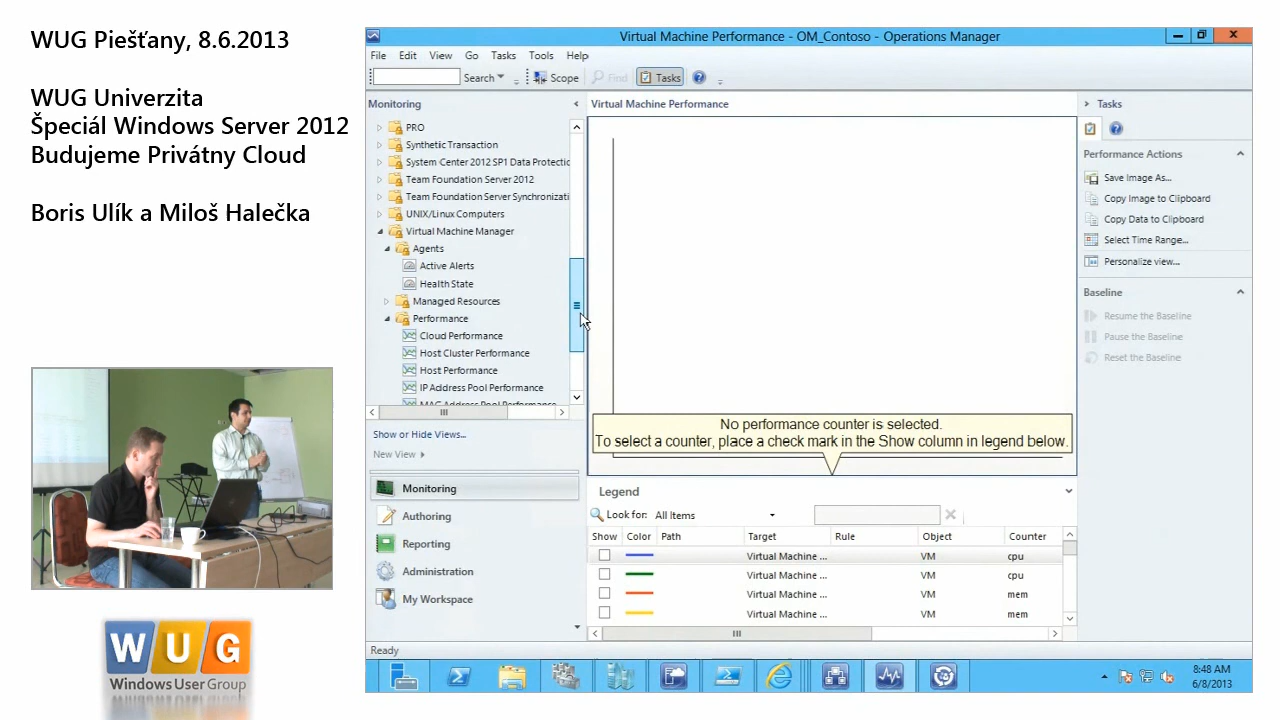 WUG Piešťany, 8.6.2013
WUG Univerzita
Špeciál Windows Server 2012
Budujeme Privátny Cloud
Boris Ulík a Miloš Halečka
WUG
Windows User Group
Virtual Machine Performance - OM_Contoso - Operations Manager
File Edit View Go Tasks Tools Help
Search Scope Find Tasks
Monitoring
PRO
Synthetic Transaction
System Center 2012 SP1 Data Protectic
Team Foundation Server 2012
Team Foundation Server Synchronizati
UNIX/Linux Computers
Virtual Machine Manager
Agents
Active Alerts
Health State
Managed Resources
Performance
Cloud Performance
Host Cluster Performance
Host Performance
IP Address Pool Performance
MAC Address Pool Performance
Show or Hide Views...
New View
Monitoring
Authoring
Reporting
Administration
My Workspace
Virtual Machine Performance
No performance counter is selected.
To select a counter, place a check mark in the Show column in legend below.
Legend
Look for: All Items
Show Color Path Target Rule Object Counter
Virtual Machine ... VM cpu
Virtual Machine ... VM cpu
Virtual Machine ... VM mem
Virtual Machine ... VM mem
Tasks
Performance Actions
Save Image As...
Copy Image to Clipboard
Copy Data to Clipboard
Select Time Range...
Personalize view...
Baseline
Resume the Baseline
Pause the Baseline
Reset the Baseline
Ready
8:48 AM
6/8/2013